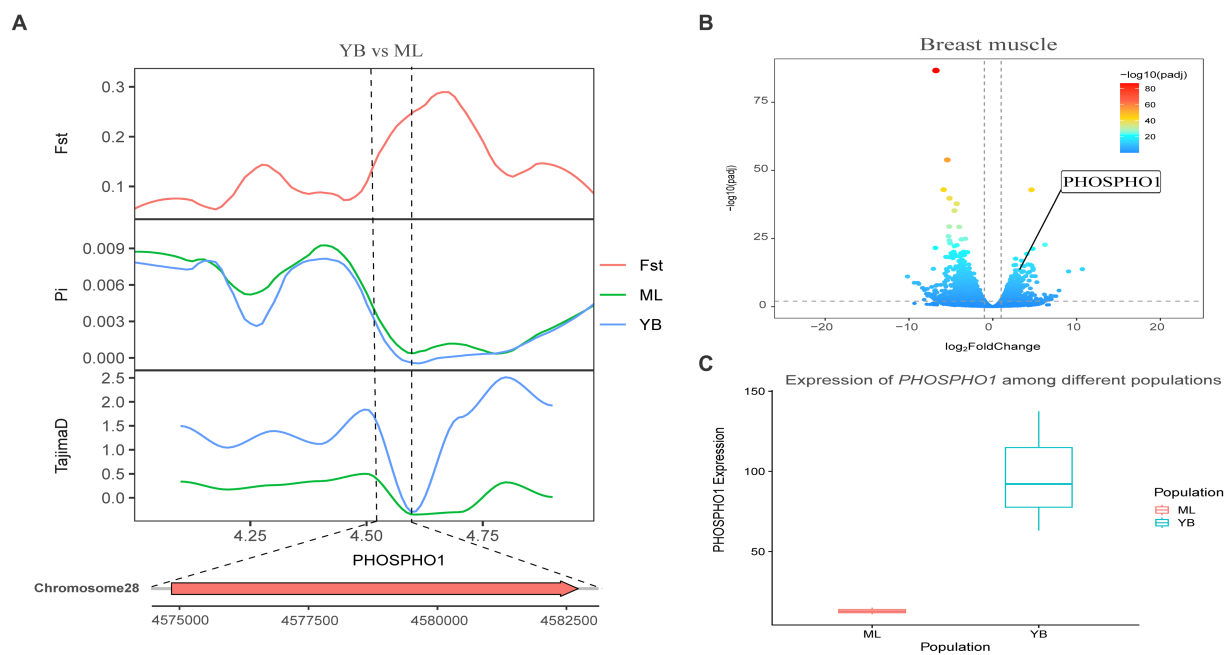 A
YB vs ML
Fst
0.3
0.2
0.1
Pi
0.009
0.006
0.003
0.000
TajimaD
2.5
2.0
1.5
1.0
0.5
0.0
4.25 4.50 4.75
PHOSPHO1
Chromosome28
4575000 4577500 4580000 4582500
Fst
ML
YB
B
Breast muscle
−log10(padj)
75
50
25
0
−log10(padj)
80
60
40
20
PHOSPHO1
−20 −10 0 10 20
log₂FoldChange
C
Expression of PHOSPHO1 among different populations
PHOSPHO1 Expression
150
100
50
ML YB
Population
Population
ML
YB